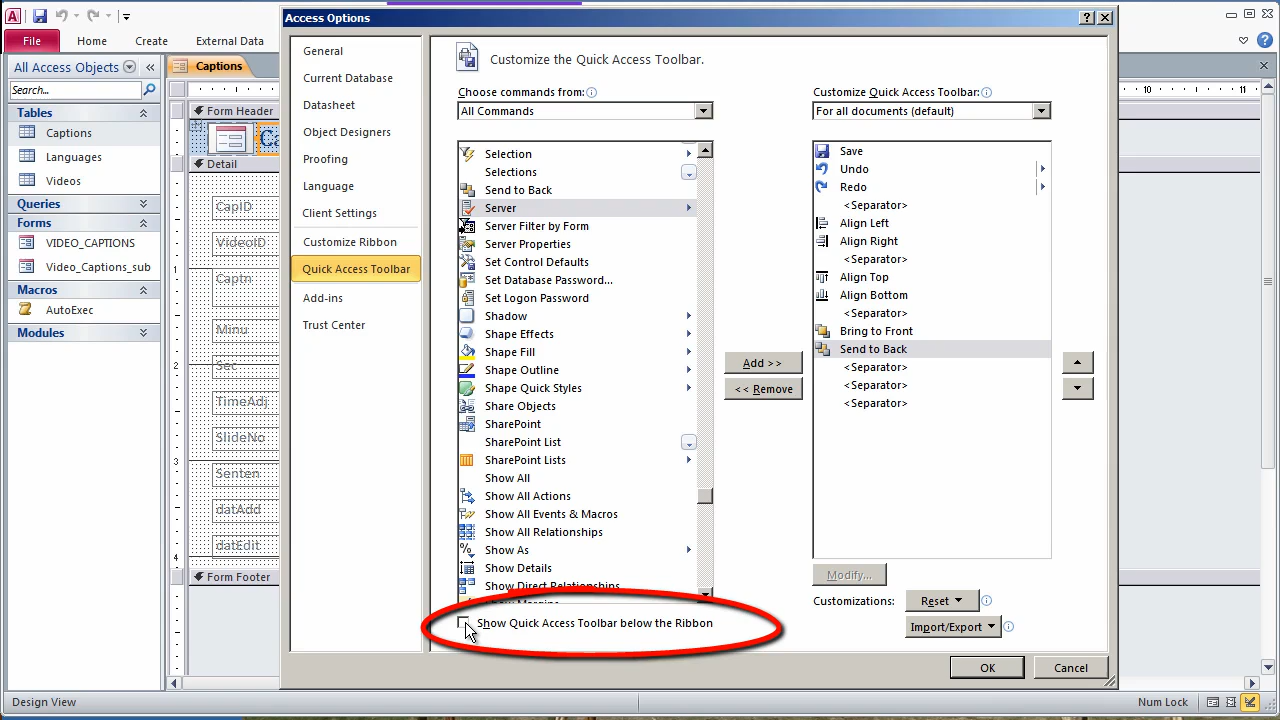 Access Options
File
Home
Create
External Data
All Access Objects
Search...
Tables
Captions
Languages
Videos
Queries
Forms
VIDEO_CAPTIONS
Video_Captions_sub
Macros
AutoExec
Modules
Captions
Form Header
Ca
Detail
CapID
VideoID
Captn
Minu
Sec
TimeAdj
SlideNo
Senten
datAdd
datEdit
Form Footer
1
2
3
4
10
11
General
Current Database
Datasheet
Object Designers
Proofing
Language
Client Settings
Customize Ribbon
Quick Access Toolbar
Add-ins
Trust Center
Customize the Quick Access Toolbar.
Choose commands from:
All Commands
Selection
Selections
Send to Back
Server
Server Filter by Form
Server Properties
Set Control Defaults
Set Database Password...
Set Logon Password
Shadow
Shape Effects
Shape Fill
Shape Outline
Shape Quick Styles
Share Objects
SharePoint
SharePoint List
SharePoint Lists
Show All
Show All Actions
Show All Events & Macros
Show All Relationships
Show As
Show Details
Show Direct Relationships
Show Margins
Show Quick Access Toolbar below the Ribbon
Add >>
<< Remove
Customize Quick Access Toolbar:
For all documents (default)
Save
Undo
Redo
<Separator>
Align Left
Align Right
<Separator>
Align Top
Align Bottom
<Separator>
Bring to Front
Send to Back
<Separator>
<Separator>
<Separator>
Modify...
Customizations:
Reset
Import/Export
OK
Cancel
Design View
Num Lock